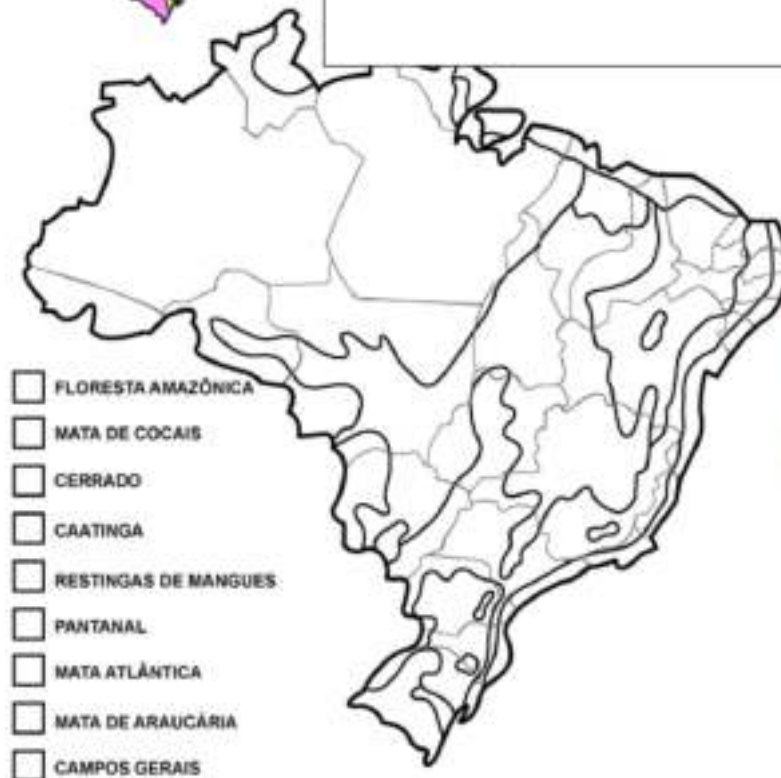 FLORESTA AMAZÔNICA
MATA DE COCAIS
CERRADO
CAATINGA
RESTINGAS DE MANGUES
PANTANAL
MATA ATLÂNTICA
MATA DE ARAUCÁRIA
CAMPOS GERAIS